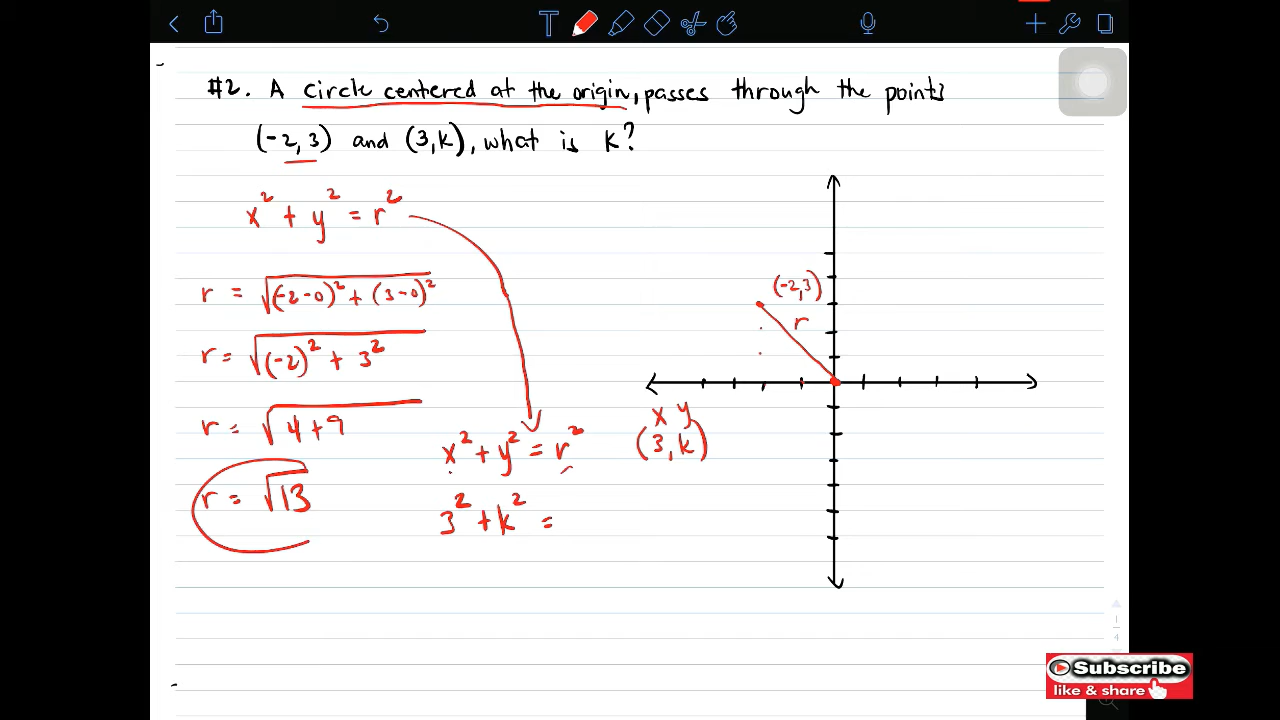 #2. A circle centered at the origin, passes through the points
(-2, 3) and (3, k), what is k?
x² + y² = r²
r = √(-2-0)² + (3-0)²
r = √(-2)² + 3²
r = √4+9
r = √13
x² + y² = r²
3² + k² =
(-2,3)
r
x y
(3, k)
1
4
Subscribe
like & share